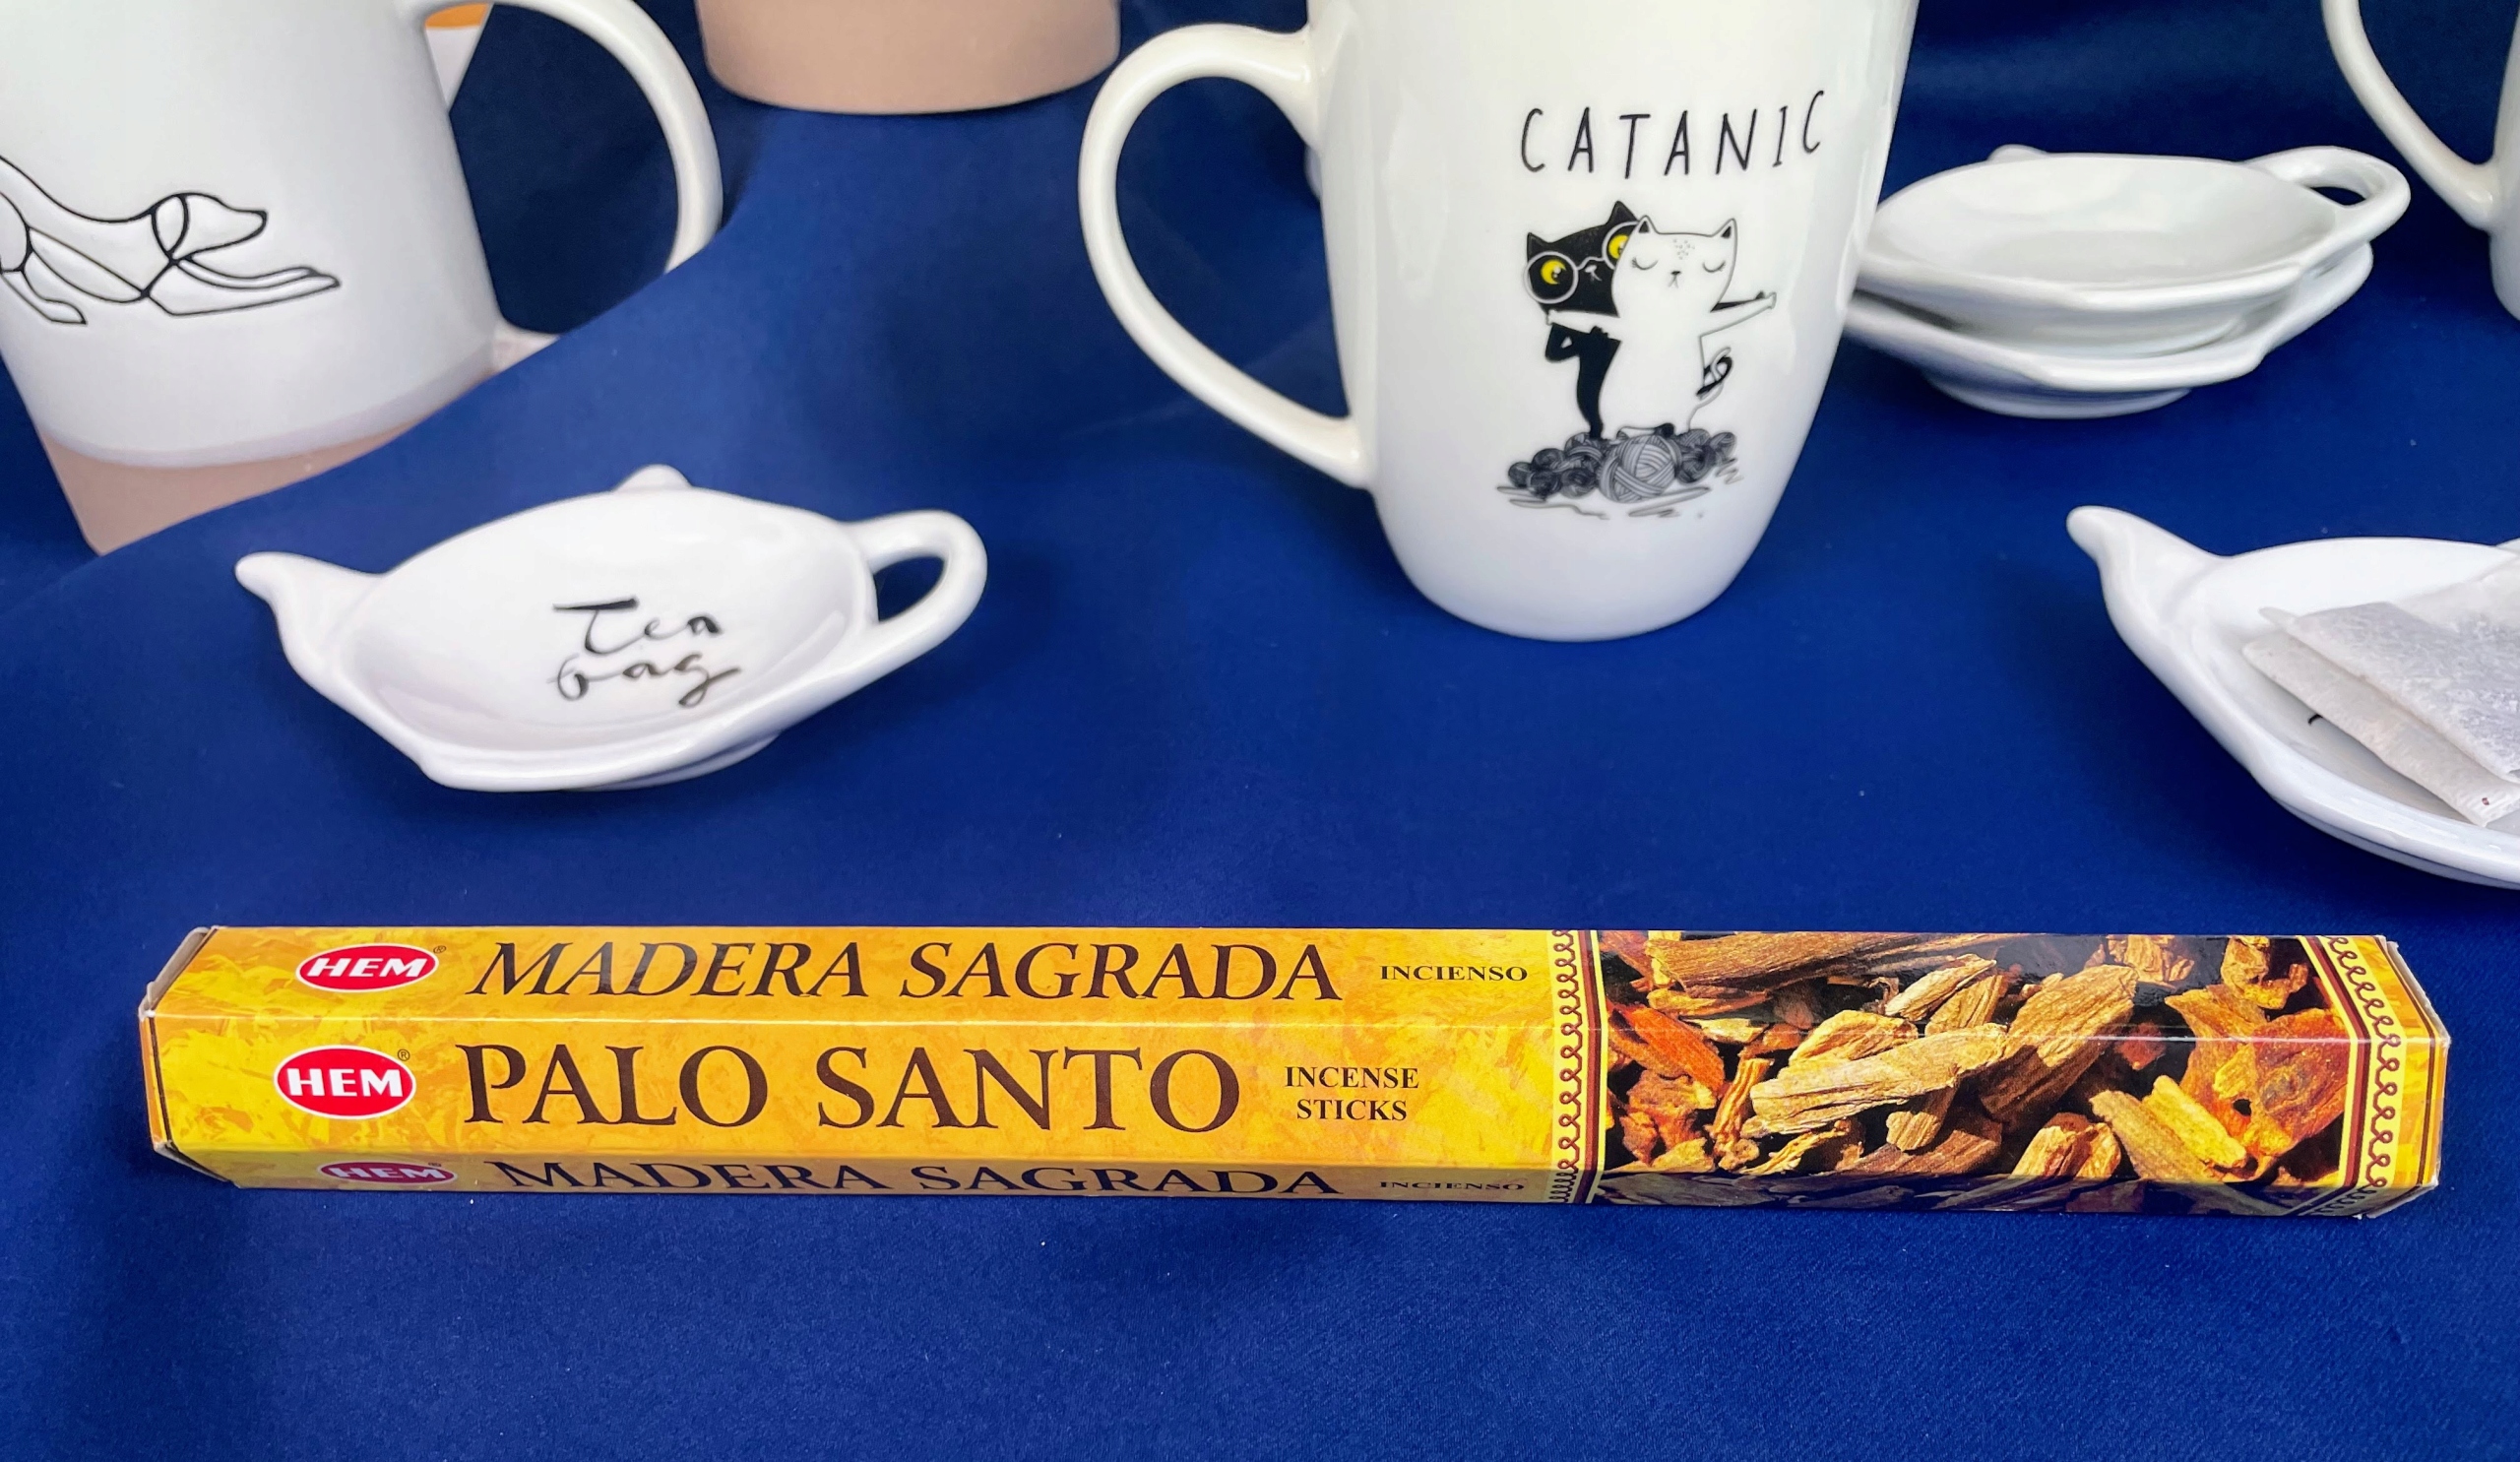 CATANIC
Tea
bag
HEM® MADERA SAGRADA INCIENSO
HEM® PALO SANTO INCENSE
STICKS
HEM® MADERA SAGRADA INCIENSO